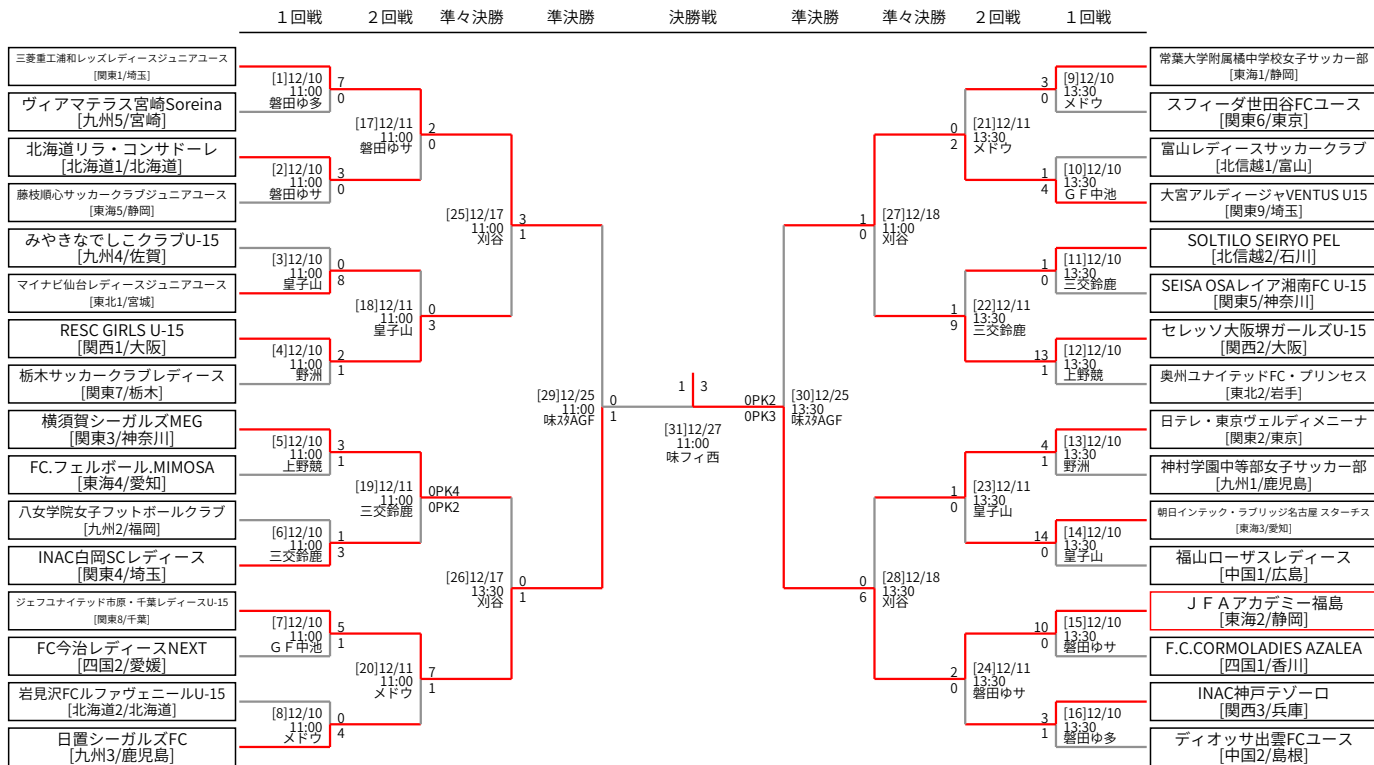 1回戦 2回戦 準々決勝 準決勝 決勝戦 準決勝 準々決勝 2回戦 1回戦
三菱重工浦和レッズレディースジュニアユース
[関東1/埼玉]
ヴィアマテラス宮崎Soreina
[九州5/宮崎]
北海道リラ・コンサドーレ
[北海道1/北海道]
藤枝順心サッカークラブジュニアユース
[東海5/静岡]
みやきなでしこクラブU-15
[九州4/佐賀]
マイナビ仙台レディースジュニアユース
[東北1/宮城]
RESC GIRLS U-15
[関西1/大阪]
栃木サッカークラブレディース
[関東7/栃木]
横須賀シーガルズMEG
[関東3/神奈川]
FC.フェルボール.MIMOSA
[東海4/愛知]
八女学院女子フットボールクラブ
[九州2/福岡]
INAC白岡SCレディース
[関東4/埼玉]
ジェフユナイテッド市原・千葉レディースU-15
[関東8/千葉]
FC今治レディースNEXT
[四国2/愛媛]
岩見沢FCルファヴェニールU-15
[北海道2/北海道]
日置シーガルズFC
[九州3/鹿児島]
[1]12/10
11:00
磐田ゆ多
7
0
[2]12/10
11:00
磐田ゆサ
3
0
[3]12/10
11:00
皇子山
0
8
[4]12/10
11:00
野洲
2
1
[5]12/10
11:00
上野競
3
1
[6]12/10
11:00
三交鈴鹿
1
3
[7]12/10
11:00
GF中池
5
1
[8]12/10
11:00
メドウ
0
4
[17]12/11
11:00
磐田ゆサ
2
0
[18]12/11
11:00
皇子山
0
3
[19]12/11
11:00
三交鈴鹿
0PK4
0PK2
[20]12/11
11:00
メドウ
7
1
[25]12/17
11:00
刈谷
3
1
[26]12/17
13:30
刈谷
0
1
[29]12/25
11:00
味スタAGF
0
1
1 3
[31]12/27
11:00
味フィ西
0PK2
0PK3
[30]12/25
13:30
味スタAGF
1
0
[27]12/18
11:00
刈谷
0
6
[28]12/18
13:30
刈谷
0
2
[21]12/11
13:30
メドウ
1
9
[22]12/11
13:30
三交鈴鹿
1
0
[23]12/11
13:30
皇子山
2
0
[24]12/11
13:30
磐田ゆサ
3
0
[9]12/10
13:30
メドウ
1
4
[10]12/10
13:30
GF中池
1
0
[11]12/10
13:30
三交鈴鹿
13
1
[12]12/10
13:30
上野競
4
1
[13]12/10
13:30
野洲
14
0
[14]12/10
13:30
皇子山
10
0
[15]12/10
13:30
磐田ゆサ
3
1
[16]12/10
13:30
磐田ゆ多
常葉大学附属橘中学校女子サッカー部
[東海1/静岡]
スフィーダ世田谷FCユース
[関東6/東京]
富山レディースサッカークラブ
[北信越1/富山]
大宮アルディージャVENTUS U15
[関東9/埼玉]
SOLTILO SEIRYO PEL
[北信越2/石川]
SEISA OSAレイア湘南FC U-15
[関東5/神奈川]
セレッソ大阪堺ガールズU-15
[関西2/大阪]
奥州ユナイテッドFC・プリンセス
[東北2/岩手]
日テレ・東京ヴェルディメニーナ
[関東2/東京]
神村学園中等部女子サッカー部
[九州1/鹿児島]
朝日インテック・ラブリッジ名古屋 スターチス
[東海3/愛知]
福山ローザスレディース
[中国1/広島]
JFAアカデミー福島
[東海2/静岡]
F.C.CORMOLADIES AZALEA
[四国1/香川]
INAC神戸テゾーロ
[関西3/兵庫]
ディオッサ出雲FCユース
[中国2/島根]